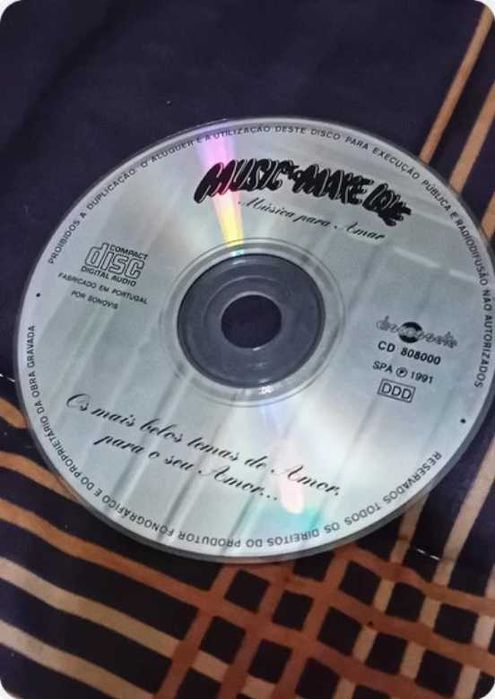 PROIBIDOS A DUPLICAÇÃO, O ALUGUER E A UTILIZAÇÃO DESTE DISCO PARA EXECUÇÃO PÚBLICA E RADIODIFUSÃO NÃO AUTORIZADOS
MUSIC TO MAKE LOVE
Música para Amar
COMPACT
disc
DIGITAL AUDIO
FABRICADO EM PORTUGAL
POR SONOVIS
discossete
CD 808000
SPA ℗ 1991
DDD
Os mais belos temas de Amor,
para o seu Amor...
RESERVADOS TODOS OS DIREITOS DO PRODUTOR FONOGRÁFICO E DO PROPRIETÁRIO DA OBRA GRAVADA